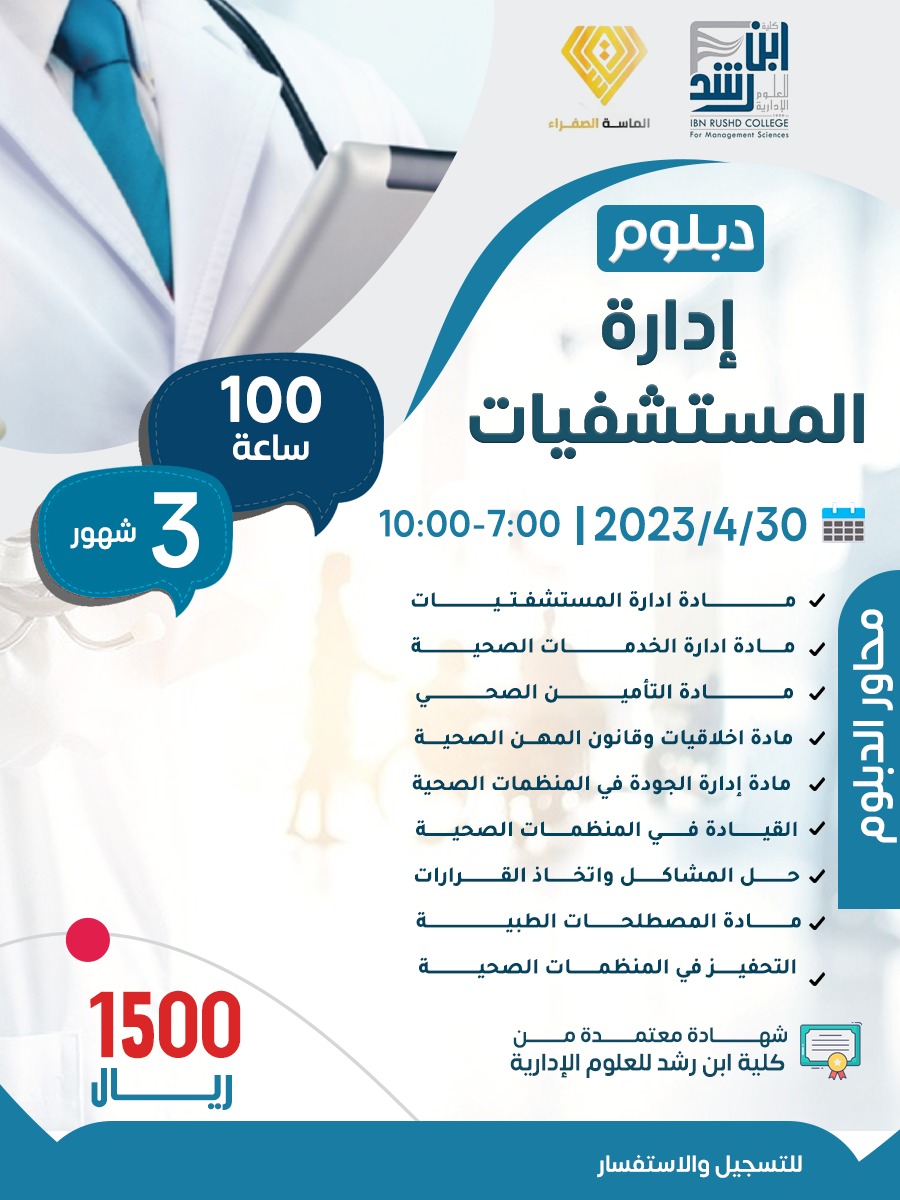 كلية
ابن رشد
للعلوم
الإدارية
IBN RUSHD COLLEGE
For Management Sciences
الماسة الصفراء
دبلوم
إدارة
المستشفيات
100
ساعة
3 شهور
2023/4/30 | 7:00-10:00
محاور الدبلوم
مادة ادارة المستشفتيات
مادة ادارة الخدمات الصحية
مادة التأمين الصحي
مادة اخلاقيات وقانون المهن الصحية
مادة إدارة الجودة في المنظمات الصحية
القيادة في المنظمات الصحية
حل المشاكل واتخاذ القرارات
مادة المصطلحات الطبية
التحفيز في المنظمات الصحية
شهادة معتمدة من
كلية ابن رشد للعلوم الإدارية
1500
ريال
للتسجيل والاستفسار